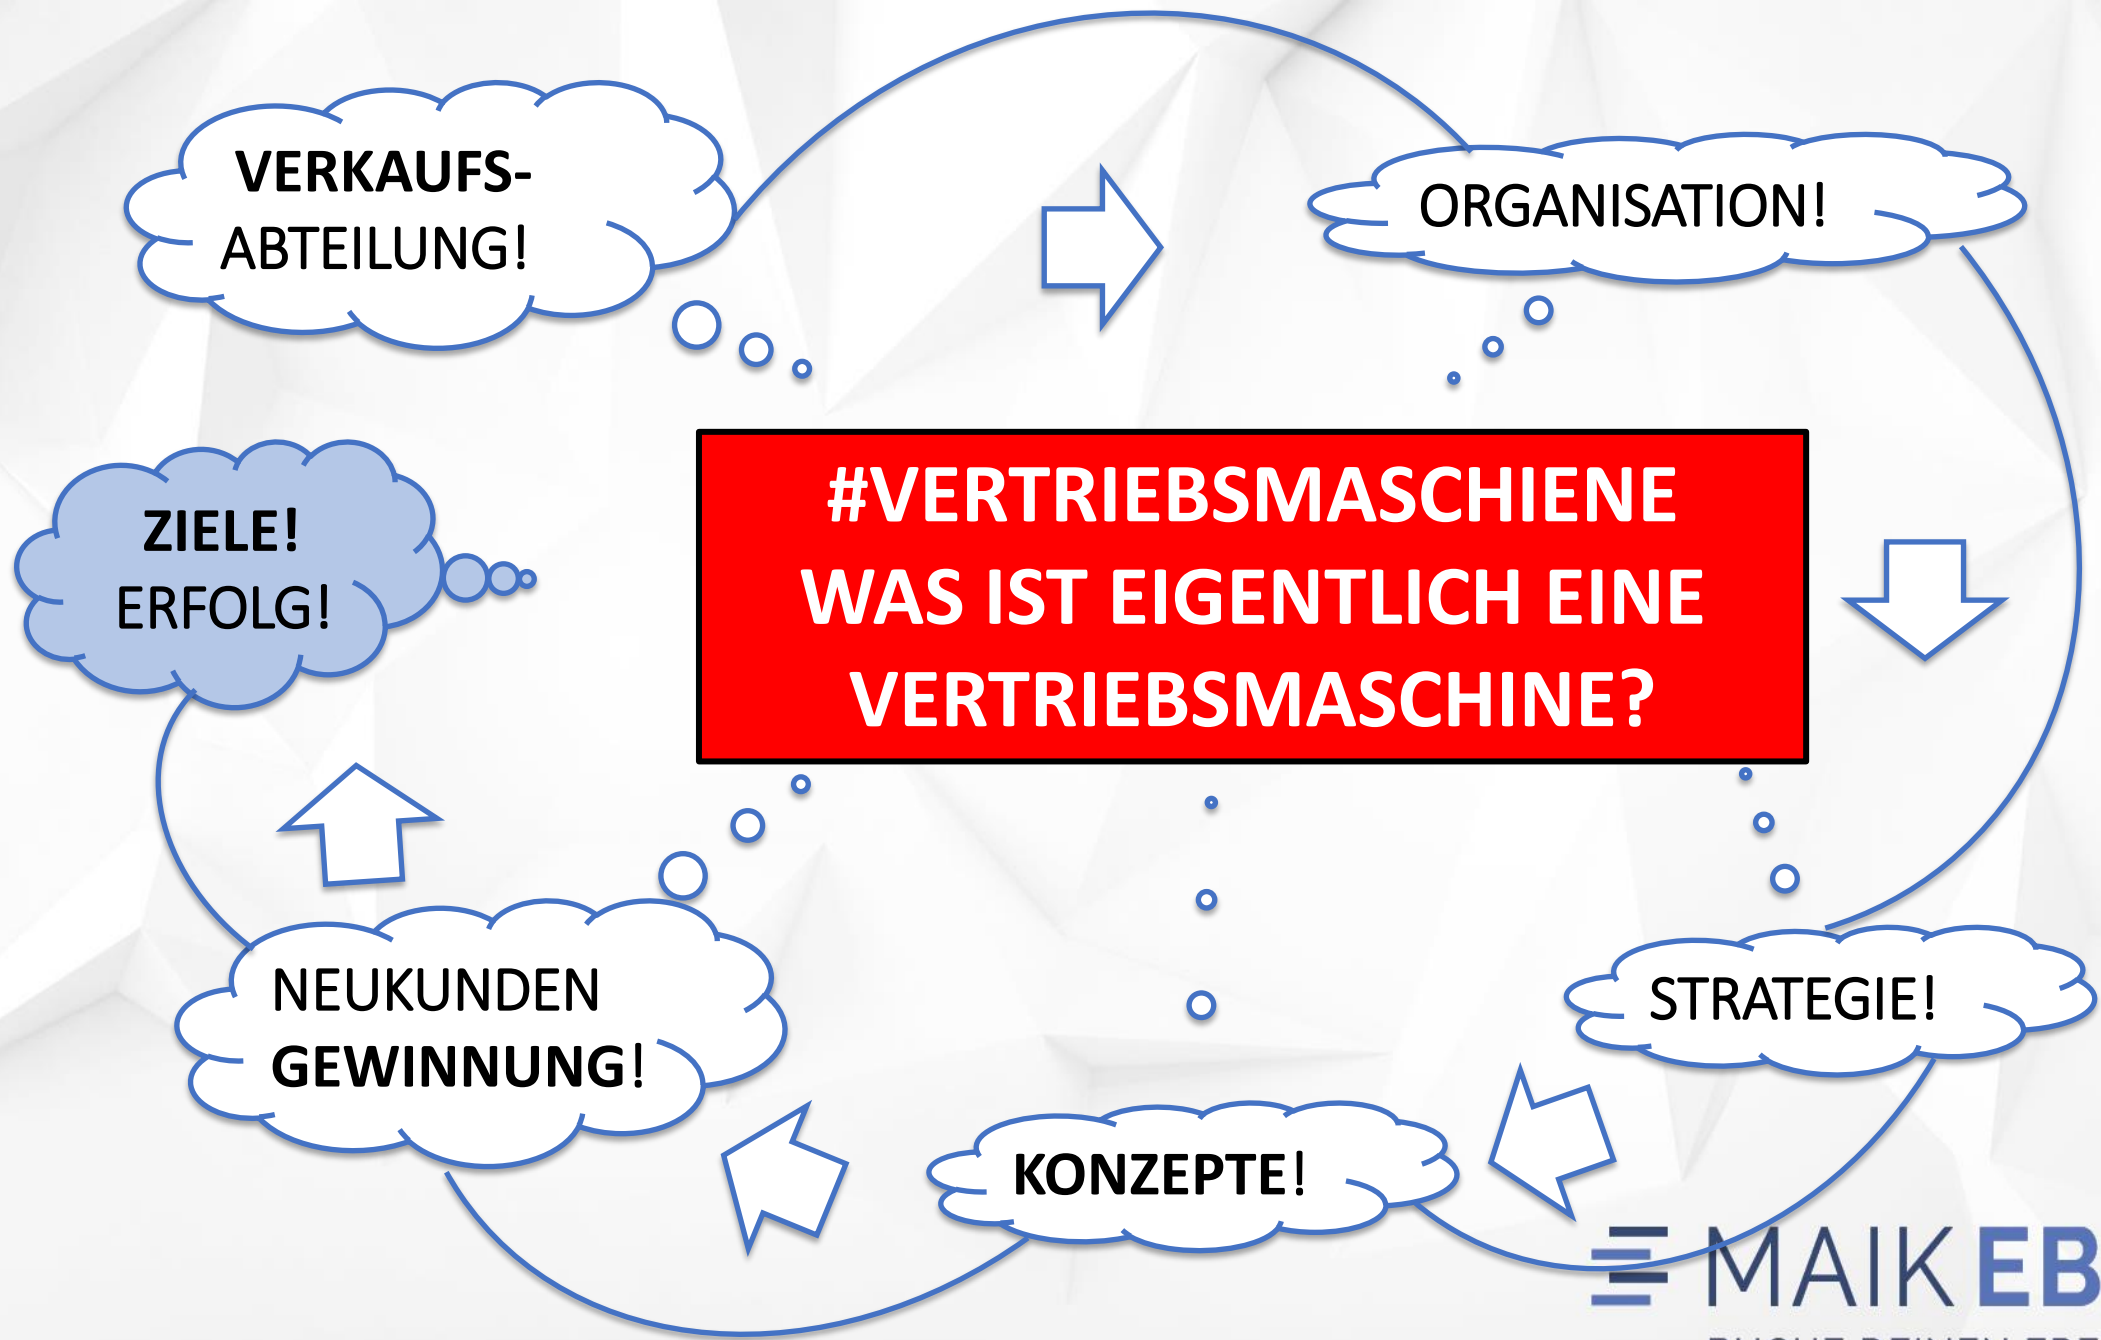 VERKAUFS-
ABTEILUNG!
ORGANISATION!
ZIELE!
ERFOLG!
#VERTRIEBSMASCHIENE
WAS IST EIGENTLICH EINE
VERTRIEBSMASCHINE?
NEUKUNDEN
GEWINNUNG!
STRATEGIE!
KONZEPTE!
MAIK EB